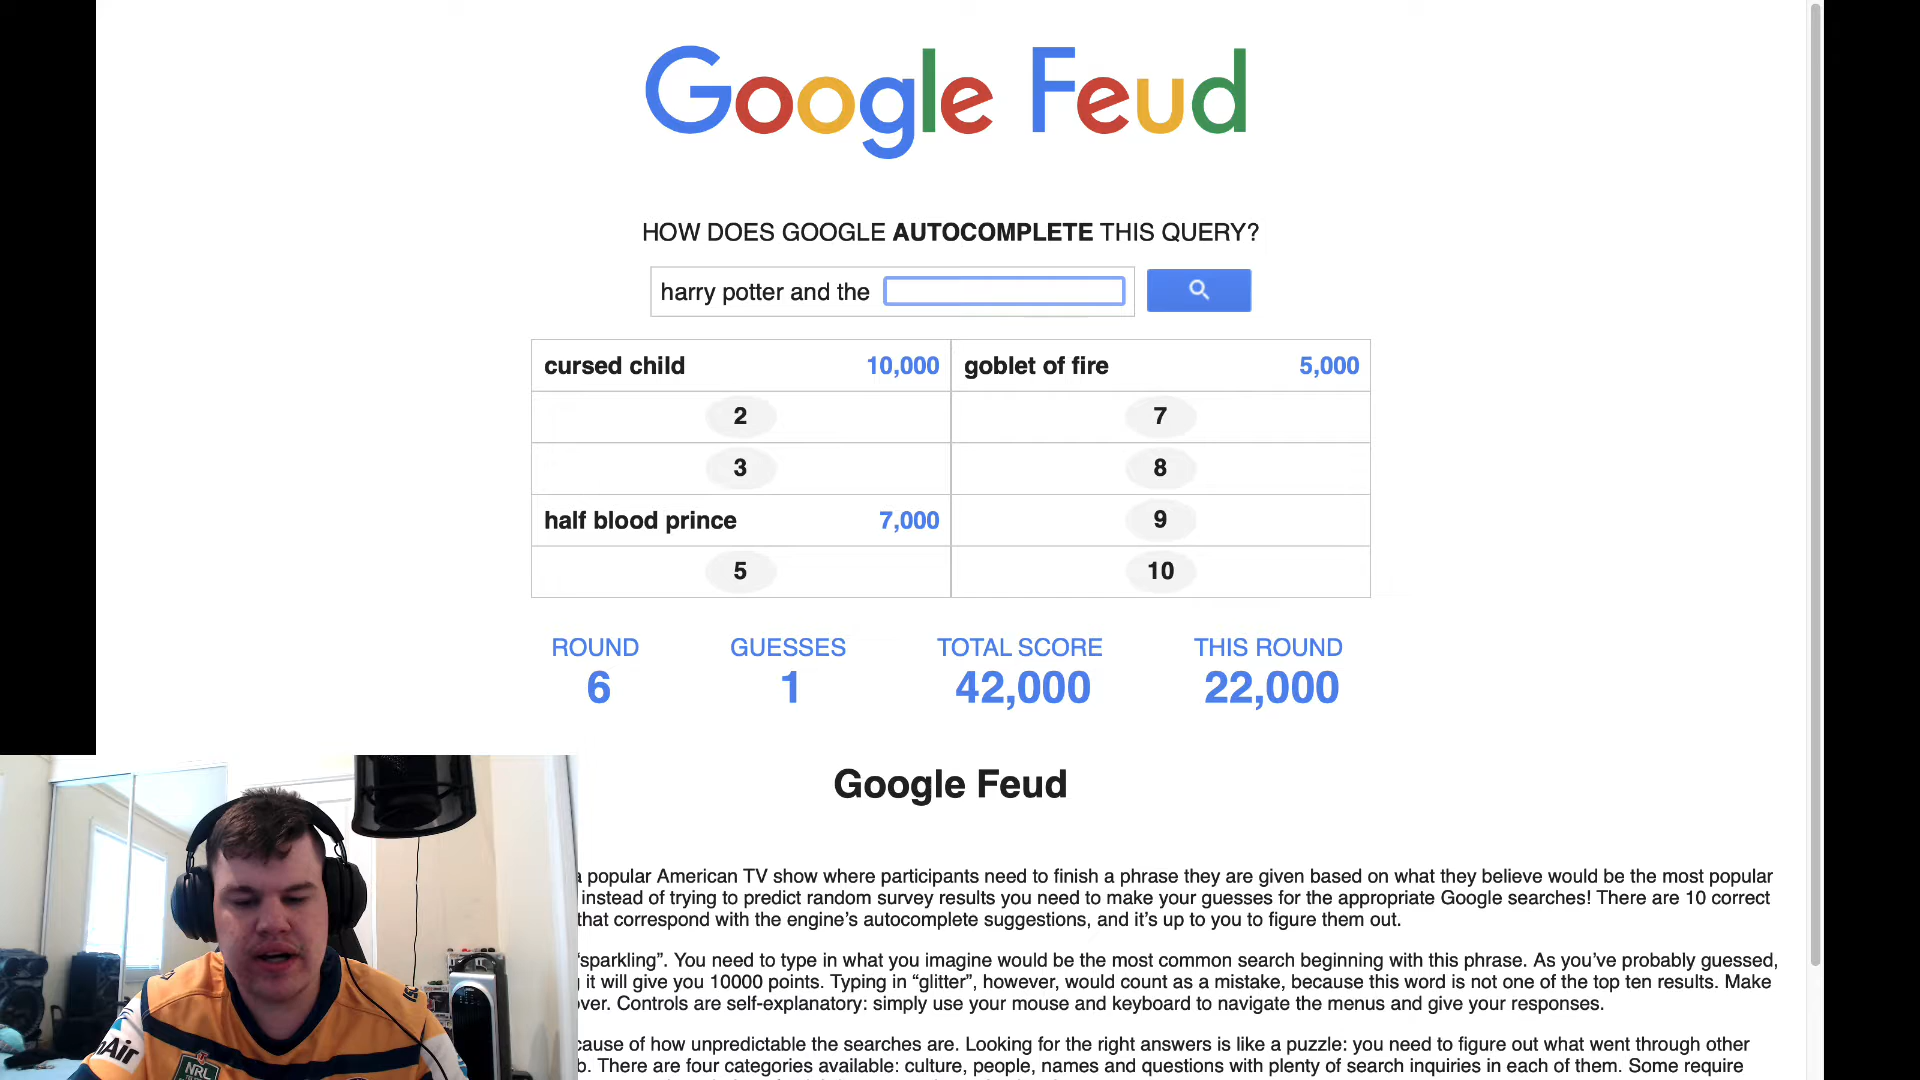 Google Feud
HOW DOES GOOGLE AUTOCOMPLETE THIS QUERY?
harry potter and the
cursed child 10,000 goblet of fire 5,000
2 7
3 8
half blood prince 7,000 9
5 10
ROUND GUESSES TOTAL SCORE THIS ROUND
6 1 42,000 22,000
Google Feud
popular American TV show where participants need to finish a phrase they are given based on what they believe would be the most popular
instead of trying to predict random survey results you need to make your guesses for the appropriate Google searches! There are 10 correct
that correspond with the engine’s autocomplete suggestions, and it’s up to you to figure them out.
“sparkling”. You need to type in what you imagine would be the most common search beginning with this phrase. As you’ve probably guessed,
it will give you 10000 points. Typing in “glitter”, however, would count as a mistake, because this word is not one of the top ten results. Make
over. Controls are self-explanatory: simply use your mouse and keyboard to navigate the menus and give your responses.
cause of how unpredictable the searches are. Looking for the right answers is like a puzzle: you need to figure out what went through other
b. There are four categories available: culture, people, names and questions with plenty of search inquiries in each of them. Some require
Air
NRL